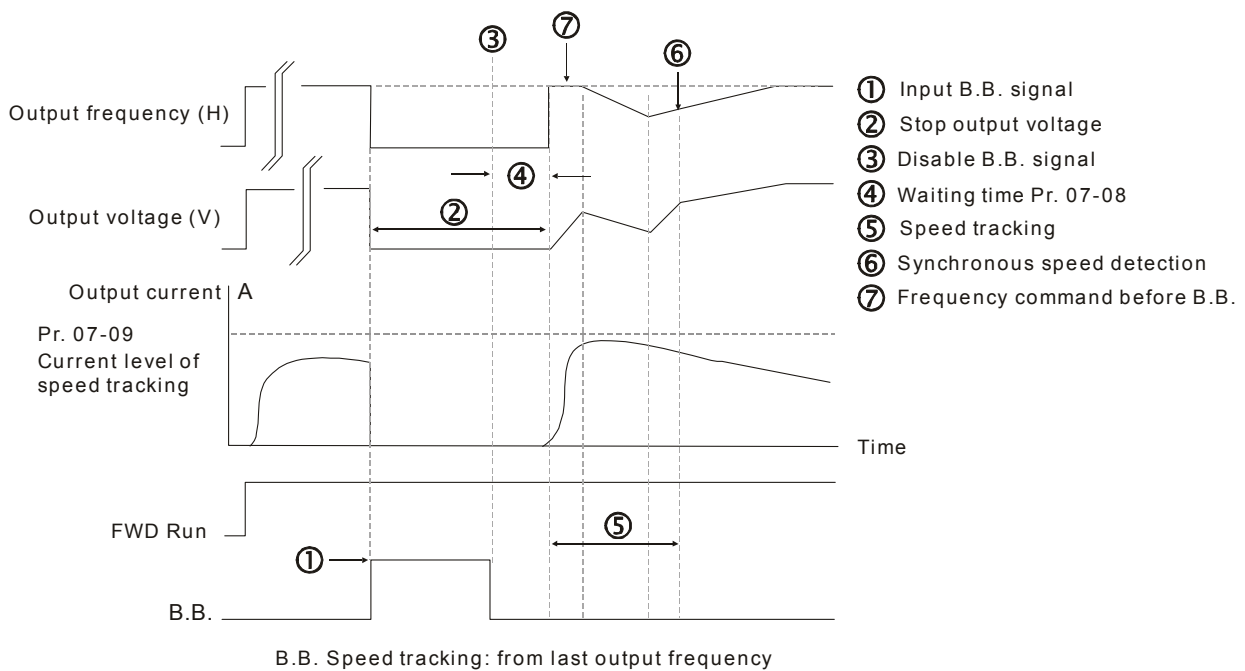 ⑦
③
⑥
Output frequency (H)
④
Output voltage (V)
②
① Input B.B. signal
② Stop output voltage
③ Disable B.B. signal
④ Waiting time Pr. 07-08
⑤ Speed tracking
⑥ Synchronous speed detection
⑦ Frequency command before B.B.
Output current A
Pr. 07-09
Current level of
speed tracking
Time
FWD Run
⑤
①
B.B.
B.B. Speed tracking: from last output frequency